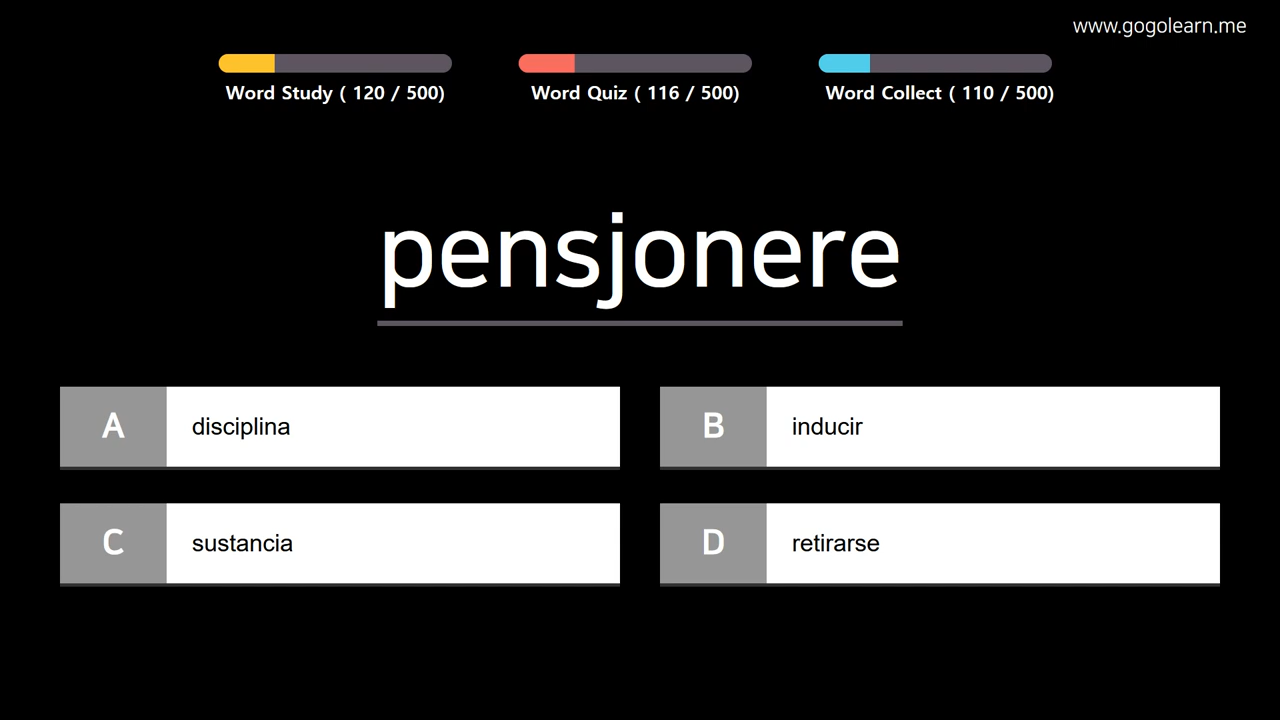 www.gogolearn.me
Word Study ( 120 / 500)
Word Quiz ( 116 / 500)
Word Collect ( 110 / 500)
pensjonere
A disciplina
B inducir
C sustancia
D retirarse